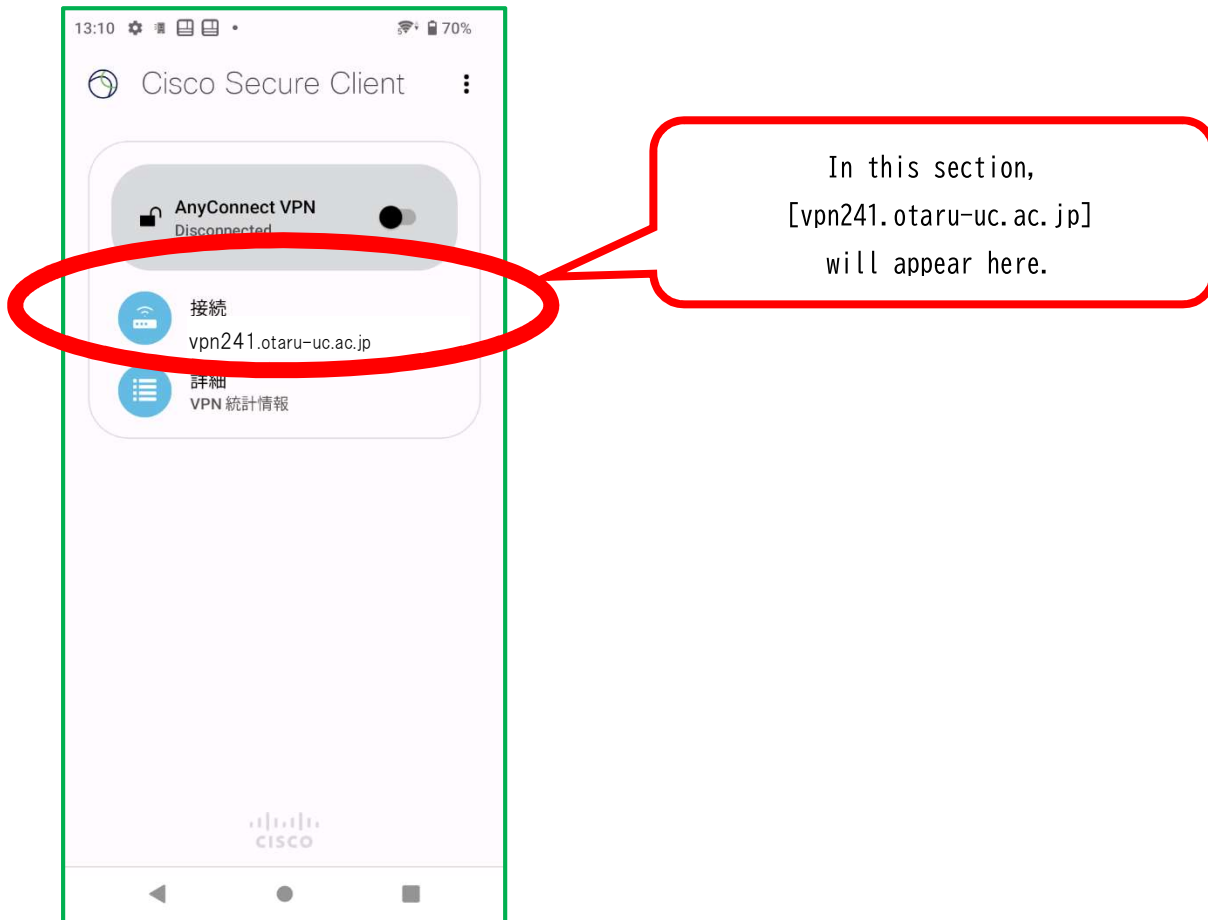 13:10
70%
Cisco Secure Client
AnyConnect VPN
Disconnected
接続
vpn241.otaru-uc.ac.jp
詳細
VPN 統計情報
CISCO
In this section,
[vpn241.otaru-uc.ac.jp]
will appear here.